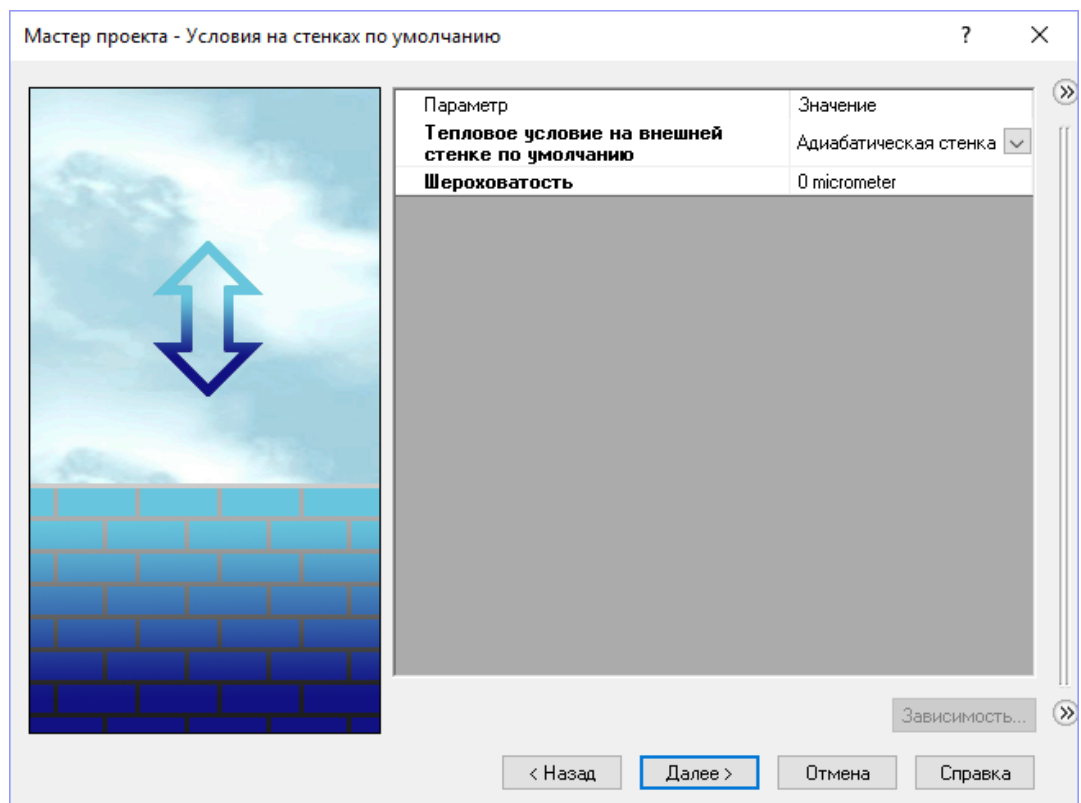 Мастер проекта - Условия на стенках по умолчанию
?
Параметр Значение
Тепловое условие на внешней
стенке по умолчанию
Адиабатическая стенка
Шероховатость 0 micrometer
Зависимость...
< Назад Далее > Отмена Справка